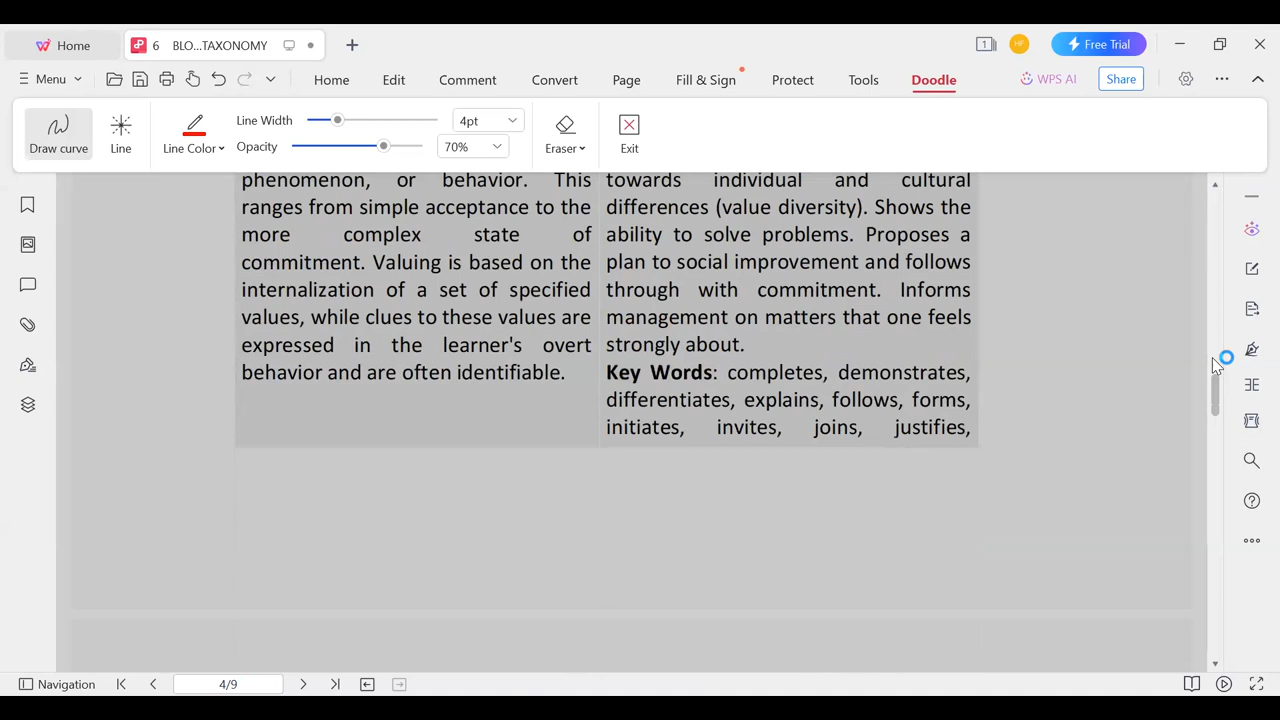 Home
6 BLO...TAXONOMY
1
HF
Free Trial
Menu
Home Edit Comment Convert Page Fill & Sign Protect Tools Doodle
WPS AI
Share
Draw curve
Line
Line Color
Line Width
4pt
Opacity
70%
Eraser
Exit
phenomenon, or behavior. This
ranges from simple acceptance to the
more complex state of
commitment. Valuing is based on the
internalization of a set of specified
values, while clues to these values are
expressed in the learner's overt
behavior and are often identifiable.
towards individual and cultural
differences (value diversity). Shows the
ability to solve problems. Proposes a
plan to social improvement and follows
through with commitment. Informs
management on matters that one feels
strongly about.
Key Words: completes, demonstrates,
differentiates, explains, follows, forms,
initiates, invites, joins, justifies,
Navigation
4/9